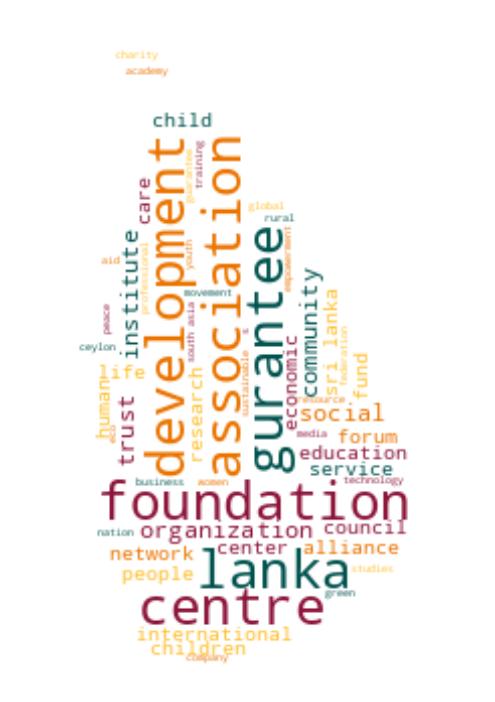 charity
academy
child
development
association
guarantee
training
care
global
rural
gurantee
empowerment
institute
professional
youth
aid
movement
community
sri lanka
peace
south asia
s
ceylon
economic
federation
fund
life
human
eco
trust
research
sustainable
resource
social
media
forum
education
service
business
women
technology
foundation
nation
organization
council
network
center
alliance
people
lanka
studies
green
centre
international
children
company